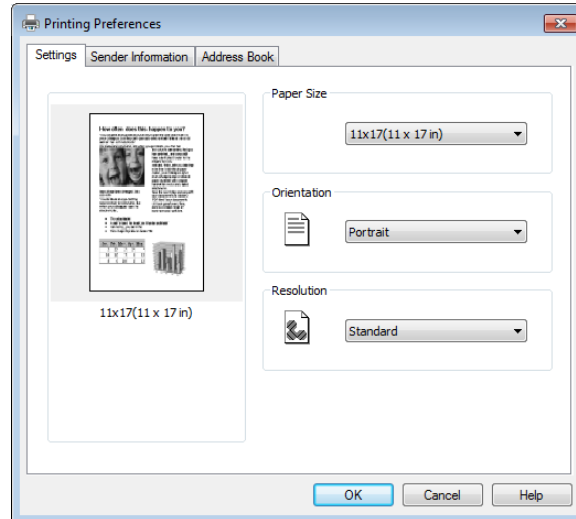 Printing Preferences
Settings
Sender Information
Address Book
How often does this happen to you?
11x17(11 x 17 in)
Paper Size
11x17(11 x 17 in)
Orientation
Portrait
Resolution
Standard
OK
Cancel
Help